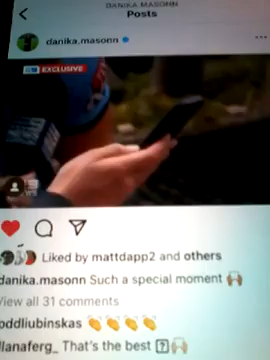 DANIKA.MASONN
Posts
danika.masonn
EXCLUSIVE
Liked by mattdapp2 and others
danika.masonn Such a special moment 🙌
View all 31 comments
oddliubinskas 👏👏👏👏
llanaferg_ That's the best ⍰🙌